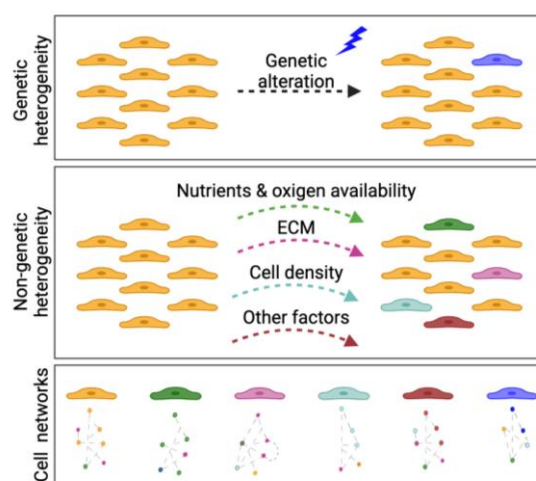 Genetic
heterogeneity
Genetic
alteration
Non-genetic
heterogeneity
Nutrients & oxigen availability
ECM
Cell density
Other factors
Cell networks